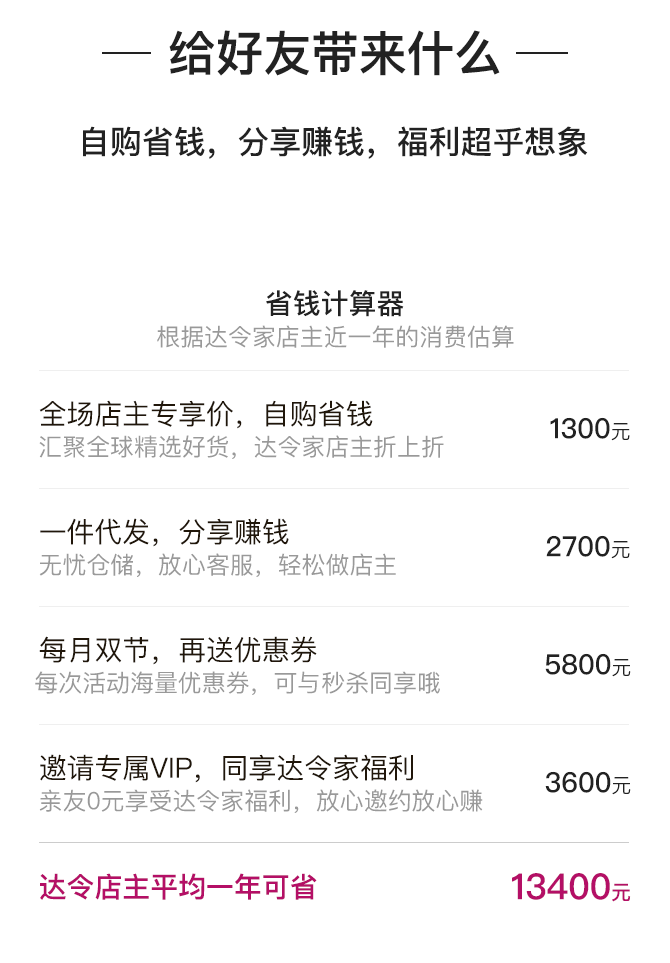 给好友带来什么
自购省钱，分享赚钱，福利超乎想象
省钱计算器
根据达令家店主近一年的消费估算
全场店主专享价，自购省钱
汇聚全球精选好货，达令家店主折上折
1300元
一件代发，分享赚钱
无忧仓储，放心客服，轻松做店主
2700元
每月双节，再送优惠券
每次活动海量优惠券，可与秒杀同享哦
5800元
邀请专属VIP，同享达令家福利
亲友0元享受达令家福利，放心邀约放心赚
3600元
达令店主平均一年可省
13400元